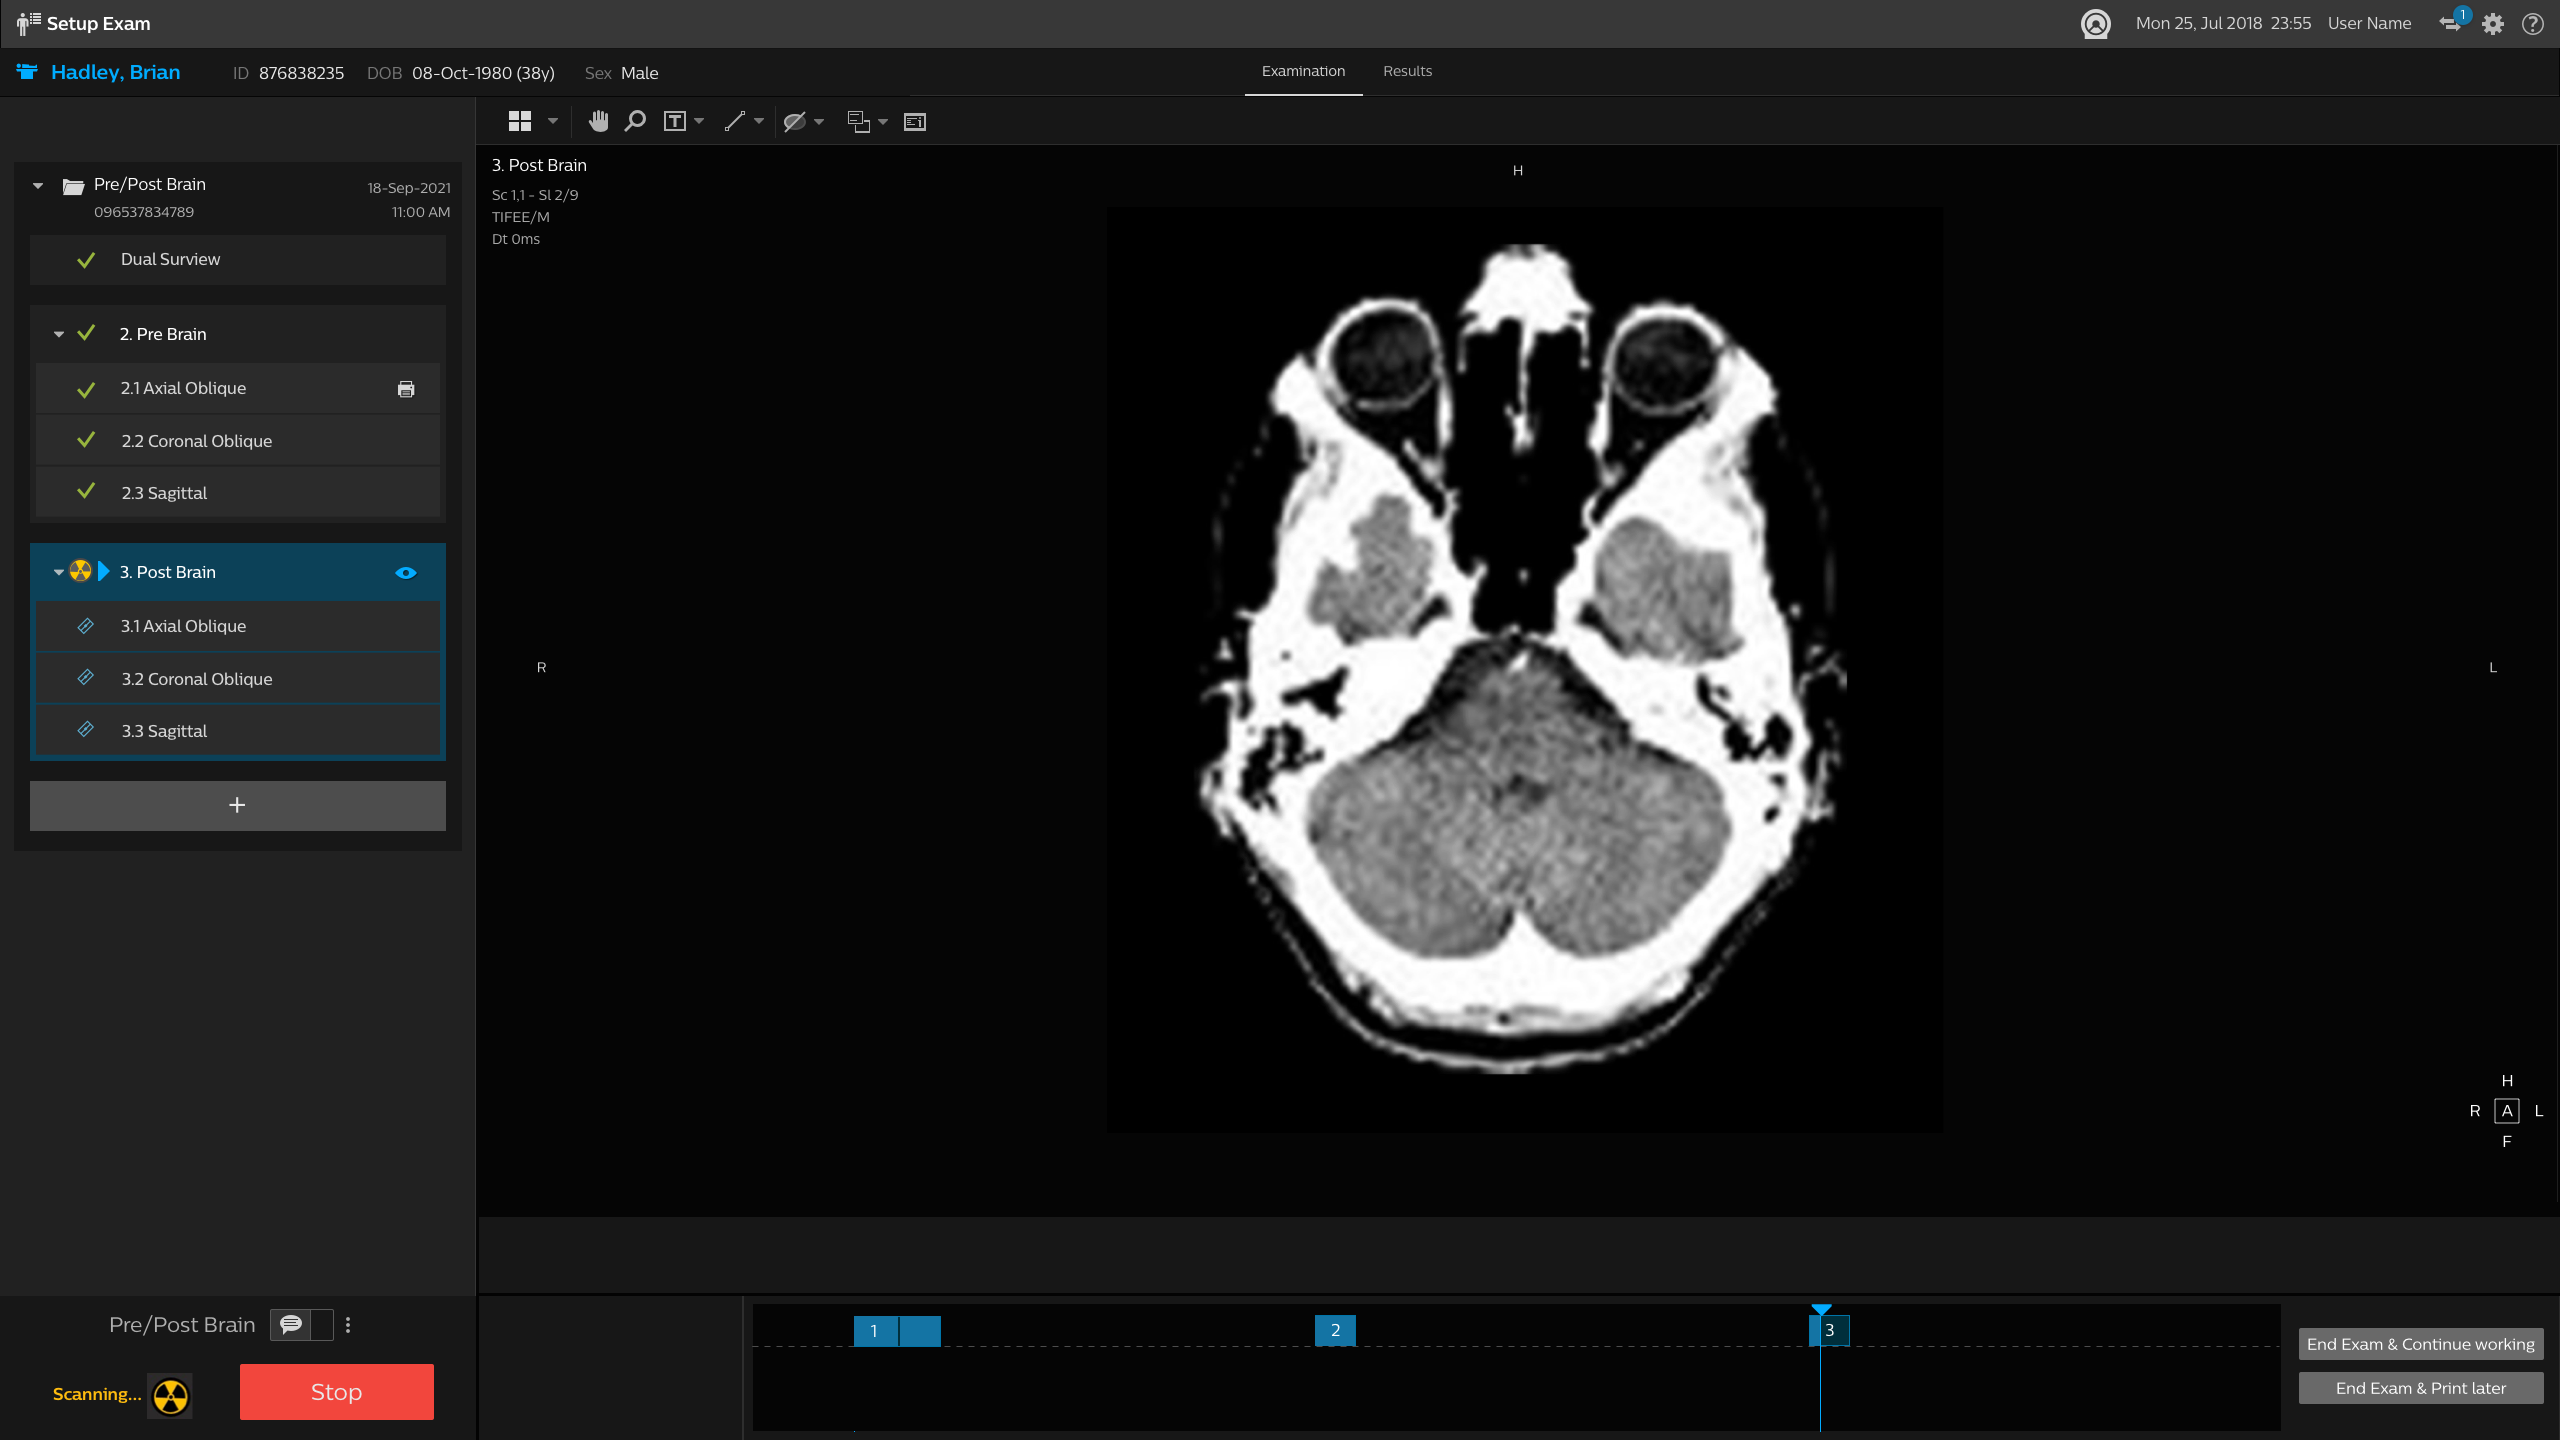 Setup Exam
Mon 25, Jul 2018 23:55 User Name 1
Hadley, Brian ID 876838235 DOB 08-Oct-1980 (38y) Sex Male
Examination Results
T
Pre/Post Brain 18-Sep-2021
096537834789 11:00 AM
Dual Surview
2. Pre Brain
2.1 Axial Oblique
2.2 Coronal Oblique
2.3 Sagittal
3. Post Brain
3.1 Axial Oblique
3.2 Coronal Oblique
3.3 Sagittal
+
3. Post Brain
Sc 1,1 - Sl 2/9
TIFEE/M
Dt 0ms
H
R
L
H
R A L
F
Pre/Post Brain
Scanning... Stop
1 2 3
End Exam & Continue working
End Exam & Print later